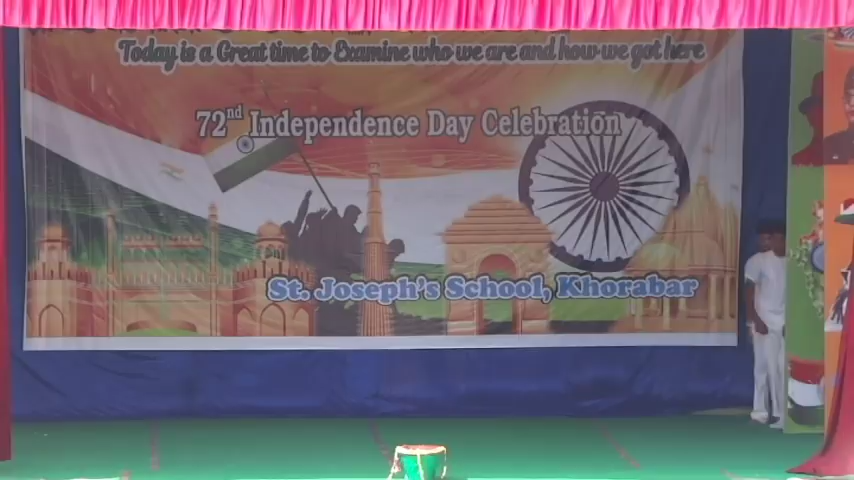 Today is a Great time to Examine who we are and how we got here
72nd Independence Day Celebration
St. Joseph's School, Khorabar